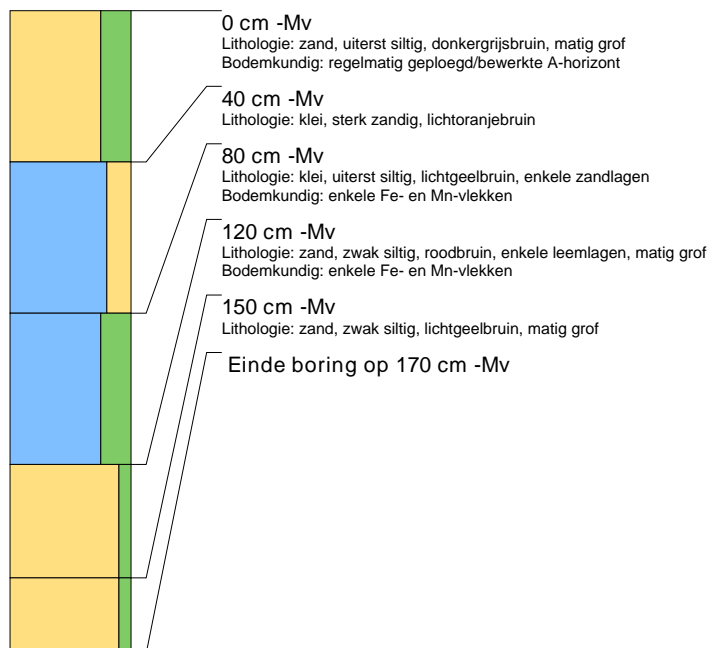 0 cm -Mv
Lithologie: zand, uiterst siltig, donkergrijsbruin, matig grof
Bodemkundig: regelmatig geploegd/bewerkte A-horizont
40 cm -Mv
Lithologie: klei, sterk zandig, lichtoranjebruin
80 cm -Mv
Lithologie: klei, uiterst siltig, lichtgeelbruin, enkele zandlagen
Bodemkundig: enkele Fe- en Mn-vlekken
120 cm -Mv
Lithologie: zand, zwak siltig, roodbruin, enkele leemlagen, matig grof
Bodemkundig: enkele Fe- en Mn-vlekken
150 cm -Mv
Lithologie: zand, zwak siltig, lichtgeelbruin, matig grof
Einde boring op 170 cm -Mv